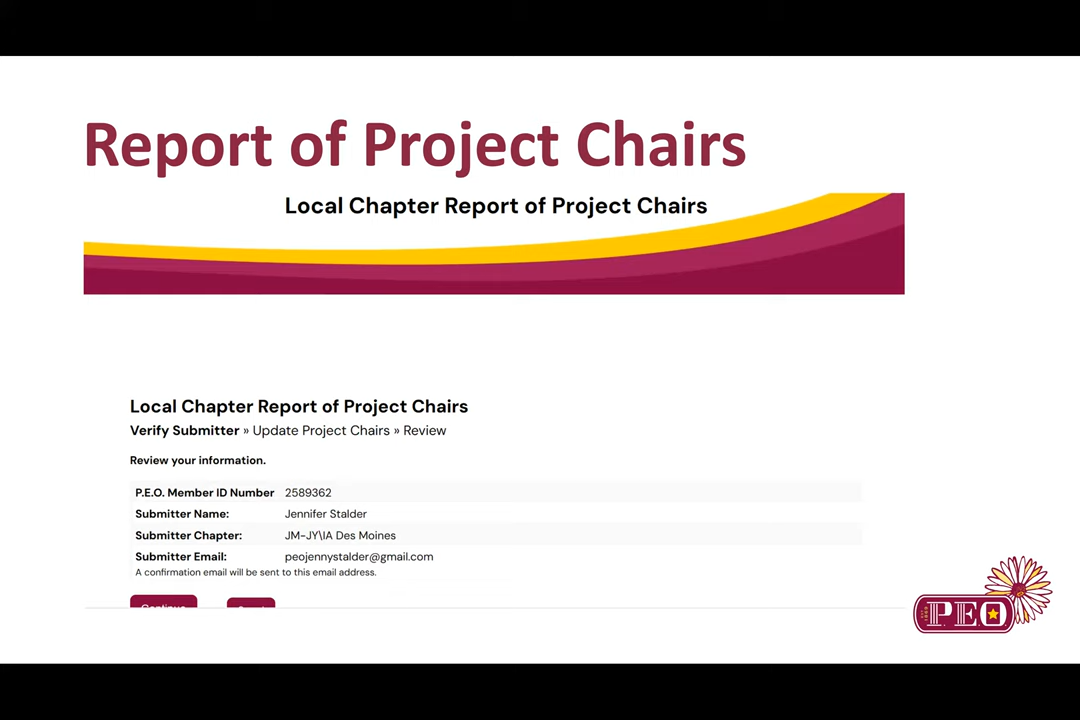 Report of Project Chairs
Local Chapter Report of Project Chairs
Local Chapter Report of Project Chairs
Verify Submitter » Update Project Chairs » Review
Review your information.
P.E.O. Member ID Number 2589362
Submitter Name: Jennifer Stalder
Submitter Chapter: JM-JY\IA Des Moines
Submitter Email: peojennystalder@gmail.com
A confirmation email will be sent to this email address.
Continue
PEO